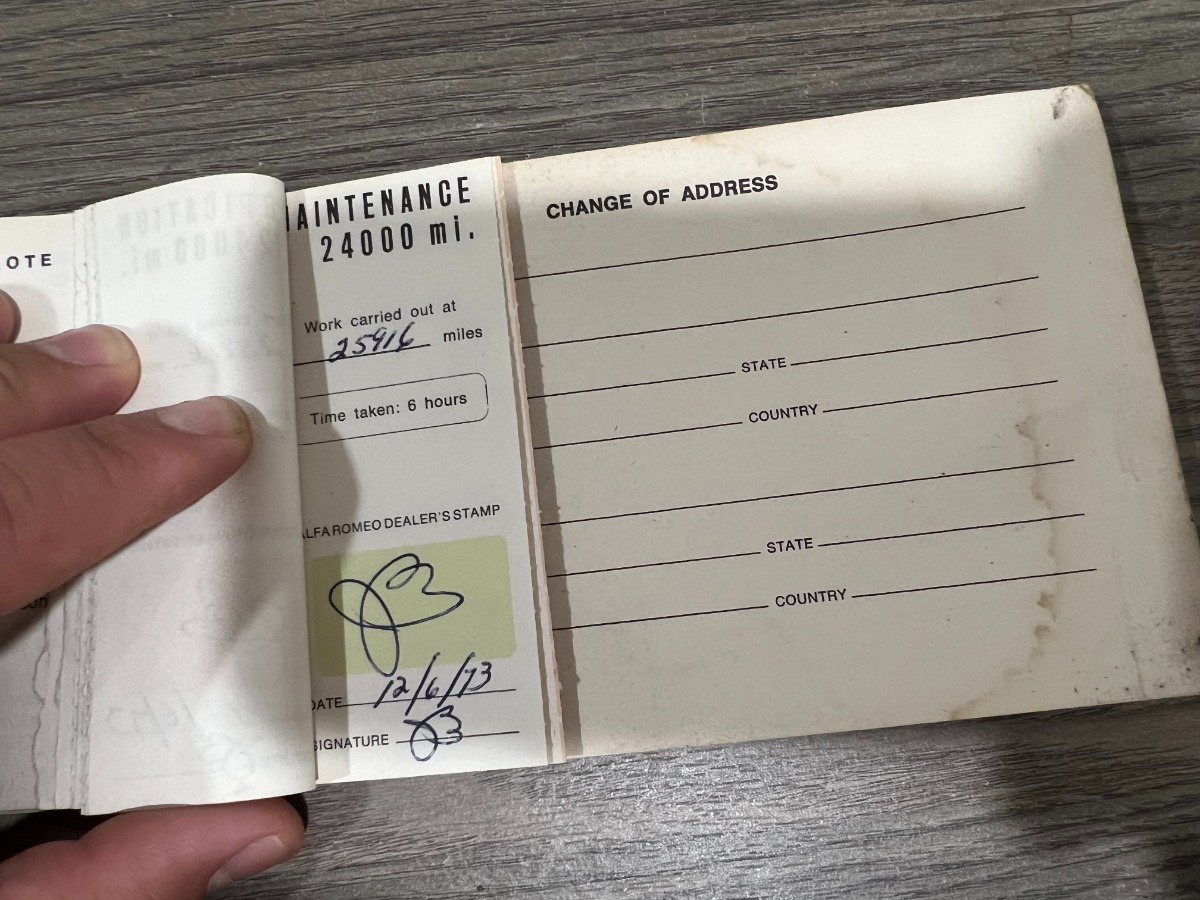 OTE
AINTENANCE
24000 mi.
Work carried out at
25916 miles
Time taken: 6 hours
ALFA ROMEO DEALER'S STAMP
DATE 12/6/73
SIGNATURE
CHANGE OF ADDRESS
STATE
COUNTRY
STATE
COUNTRY